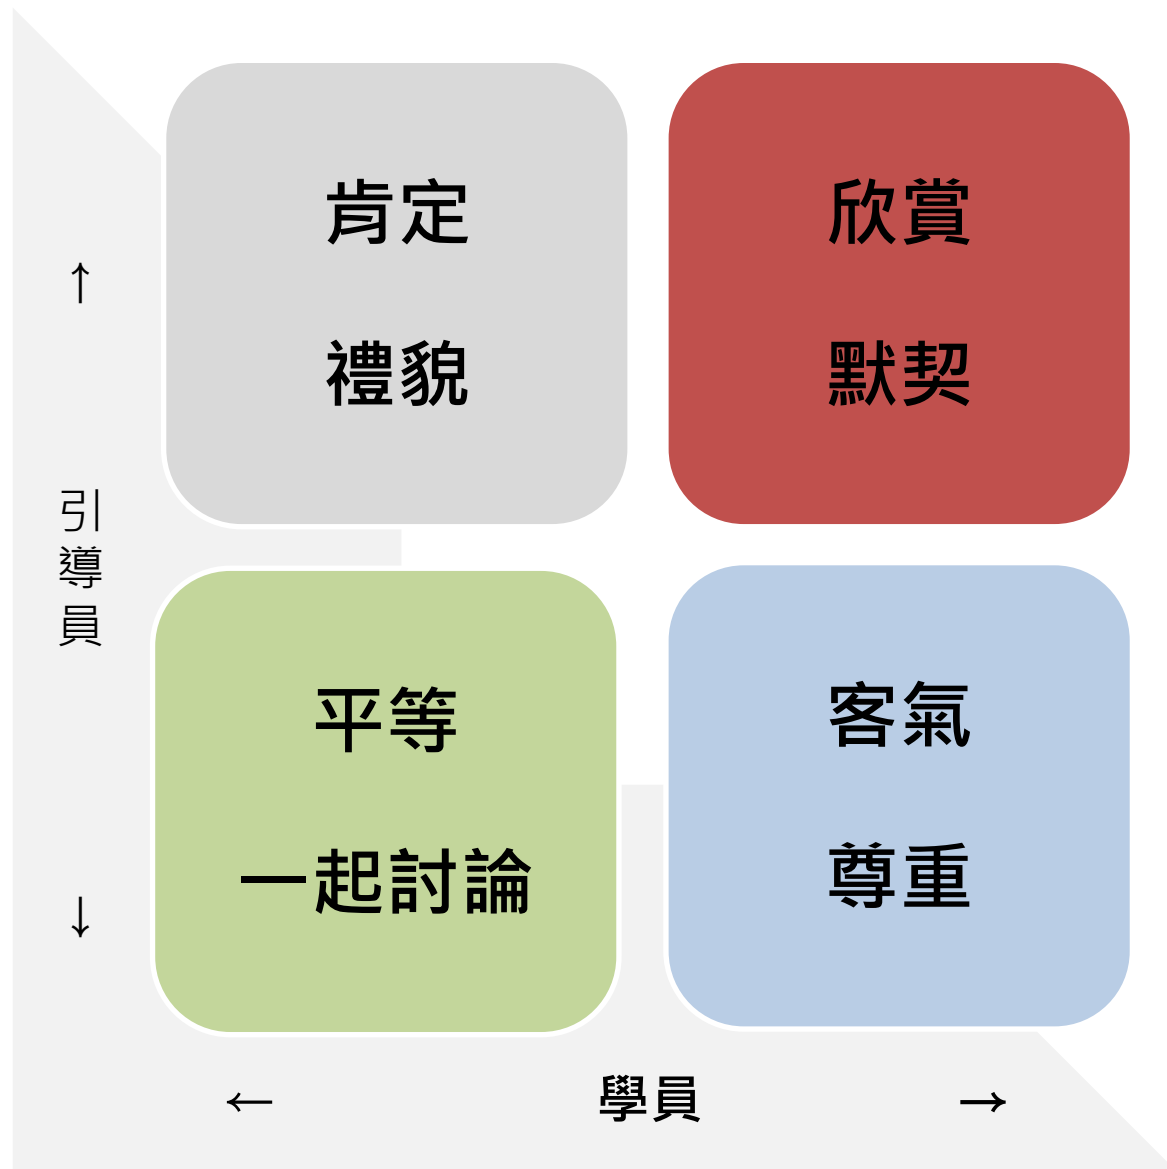 肯定
禮貌
欣賞
默契
↑
引
導
員
↓
平等
一起討論
客氣
尊重
← 學員 →